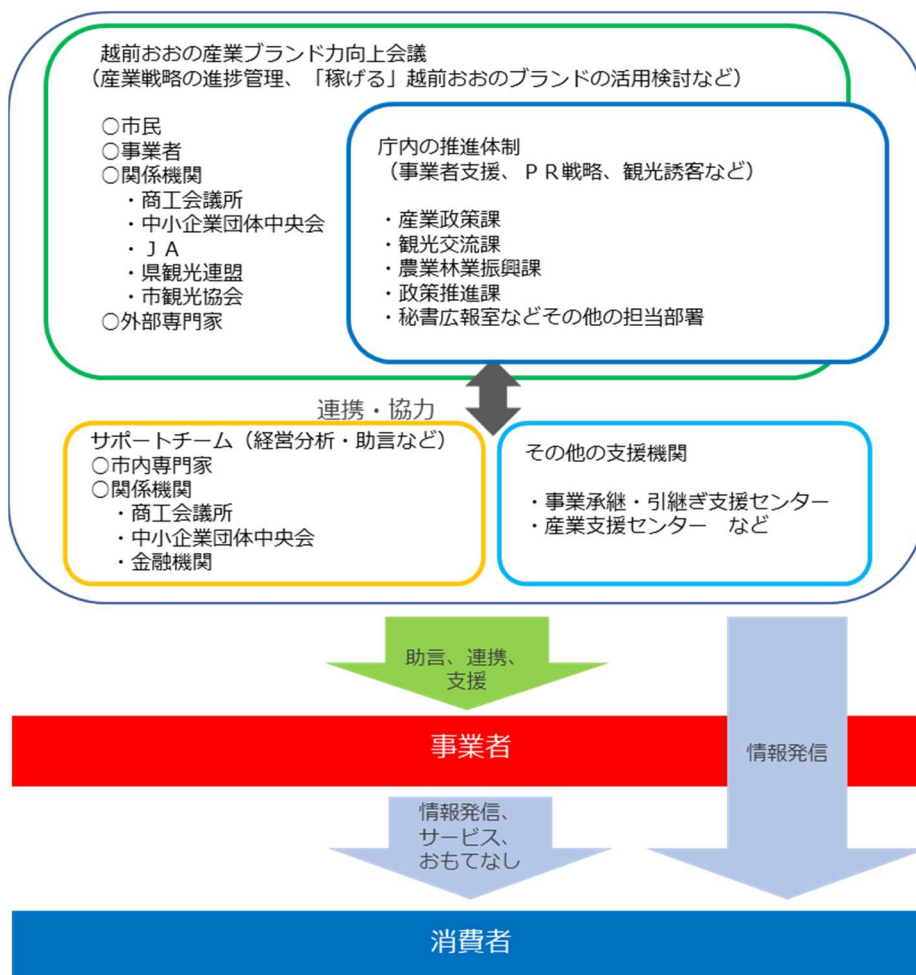 越前おおの産業ブランド力向上会議
(産業戦略の進捗管理、「稼げる」越前おおのブランドの活用検討など)
○市民
○事業者
○関係機関
・商工会議所
・中小企業団体中央会
・ＪＡ
・県観光連盟
・市観光協会
○外部専門家
庁内の推進体制
(事業者支援、ＰＲ戦略、観光誘客など)
・産業政策課
・観光交流課
・農業林業振興課
・政策推進課
・秘書広報室などその他の担当部署
連携・協力
サポートチーム（経営分析・助言など）
○市内専門家
○関係機関
・商工会議所
・中小企業団体中央会
・金融機関
その他の支援機関
・事業承継・引継ぎ支援センター
・産業支援センター　など
助言、連携、
支援
事業者
情報発信
情報発信、
サービス、
おもてなし
消費者